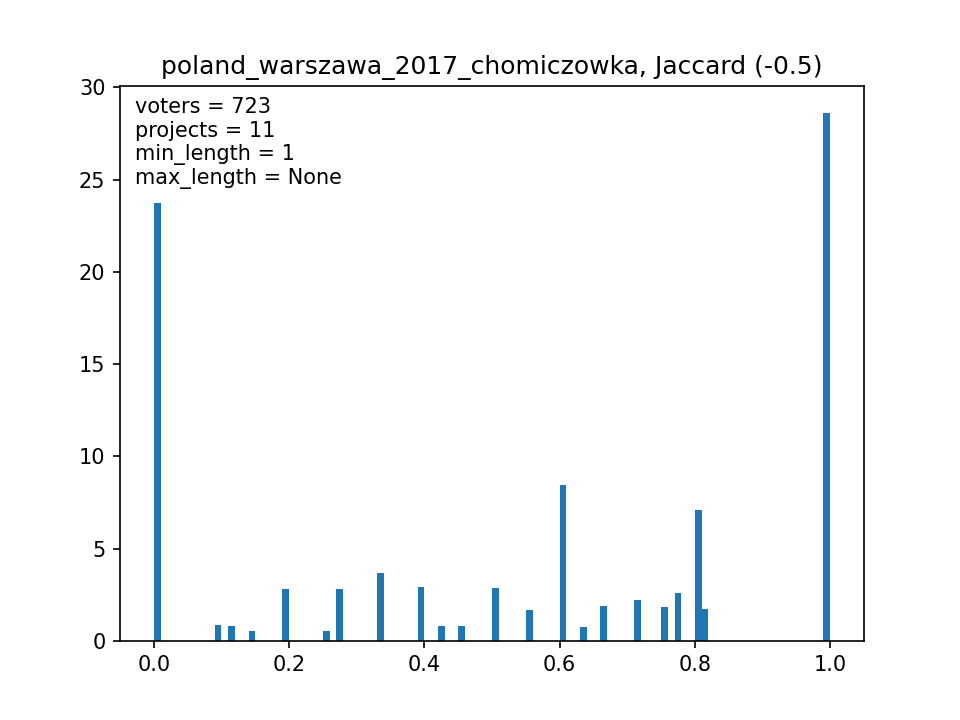 poland_warszawa_2017_chomiczowka, Jaccard (-0.5)
voters = 723
projects = 11
min_length = 1
max_length = None
30
25
20
15
10
5
0
0.0 0.2 0.4 0.6 0.8 1.0